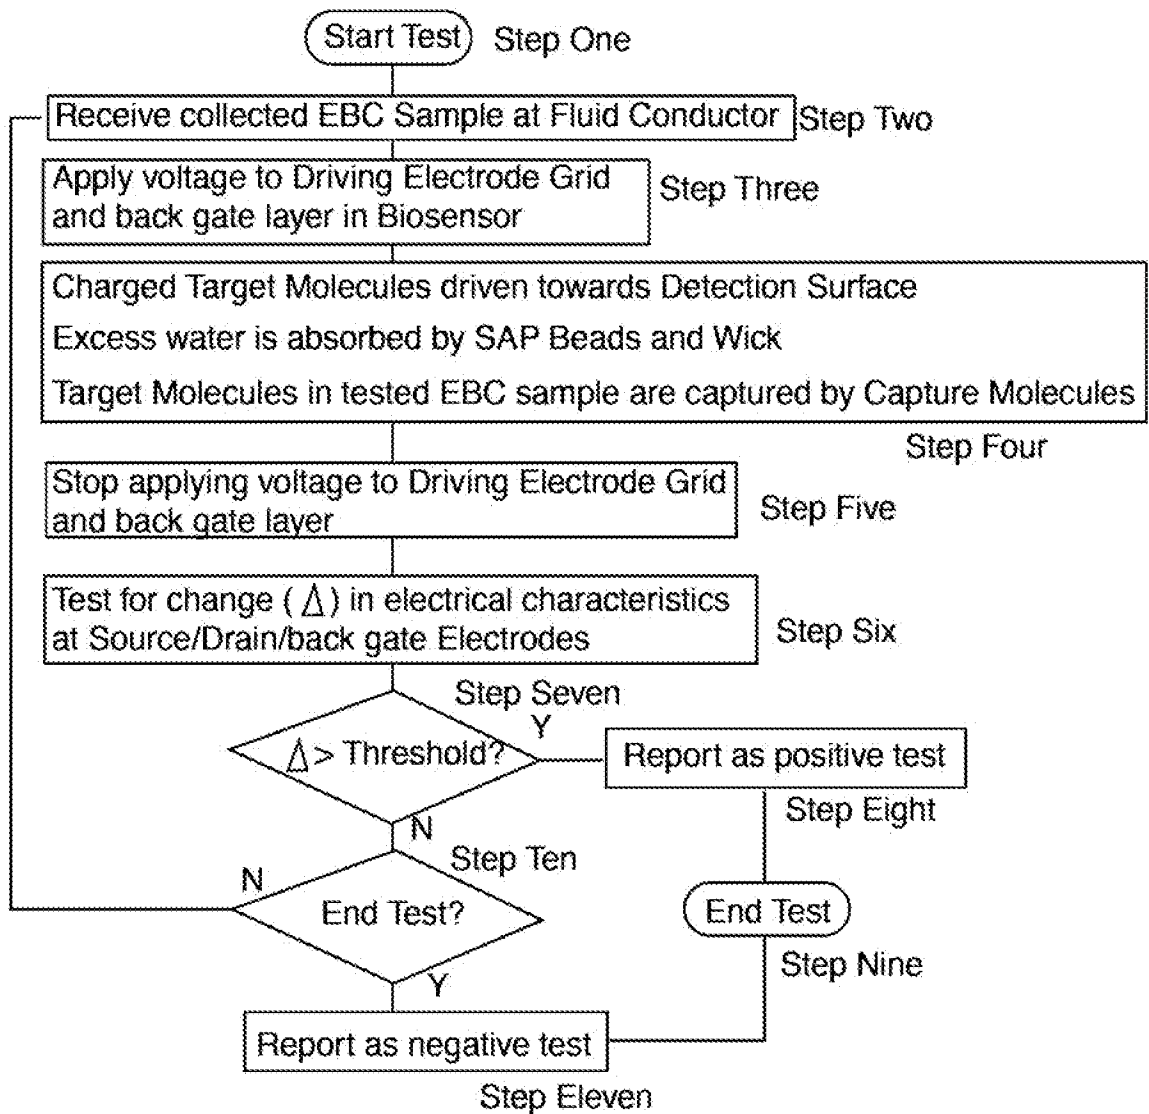 Start Test
Step One
Receive collected EBC Sample at Fluid Conductor
Step Two
Apply voltage to Driving Electrode Grid
and back gate layer in Biosensor
Step Three
Charged Target Molecules driven towards Detection Surface
Excess water is absorbed by SAP Beads and Wick
Target Molecules in tested EBC sample are captured by Capture Molecules
Step Four
Stop applying voltage to Driving Electrode Grid
and back gate layer
Step Five
Test for change ( Δ ) in electrical characteristics
at Source/Drain/back gate Electrodes
Step Six
Step Seven
Δ > Threshold?
Y
Report as positive test
Step Eight
N
Step Ten
N
End Test?
End Test
Step Nine
Y
Report as negative test
Step Eleven